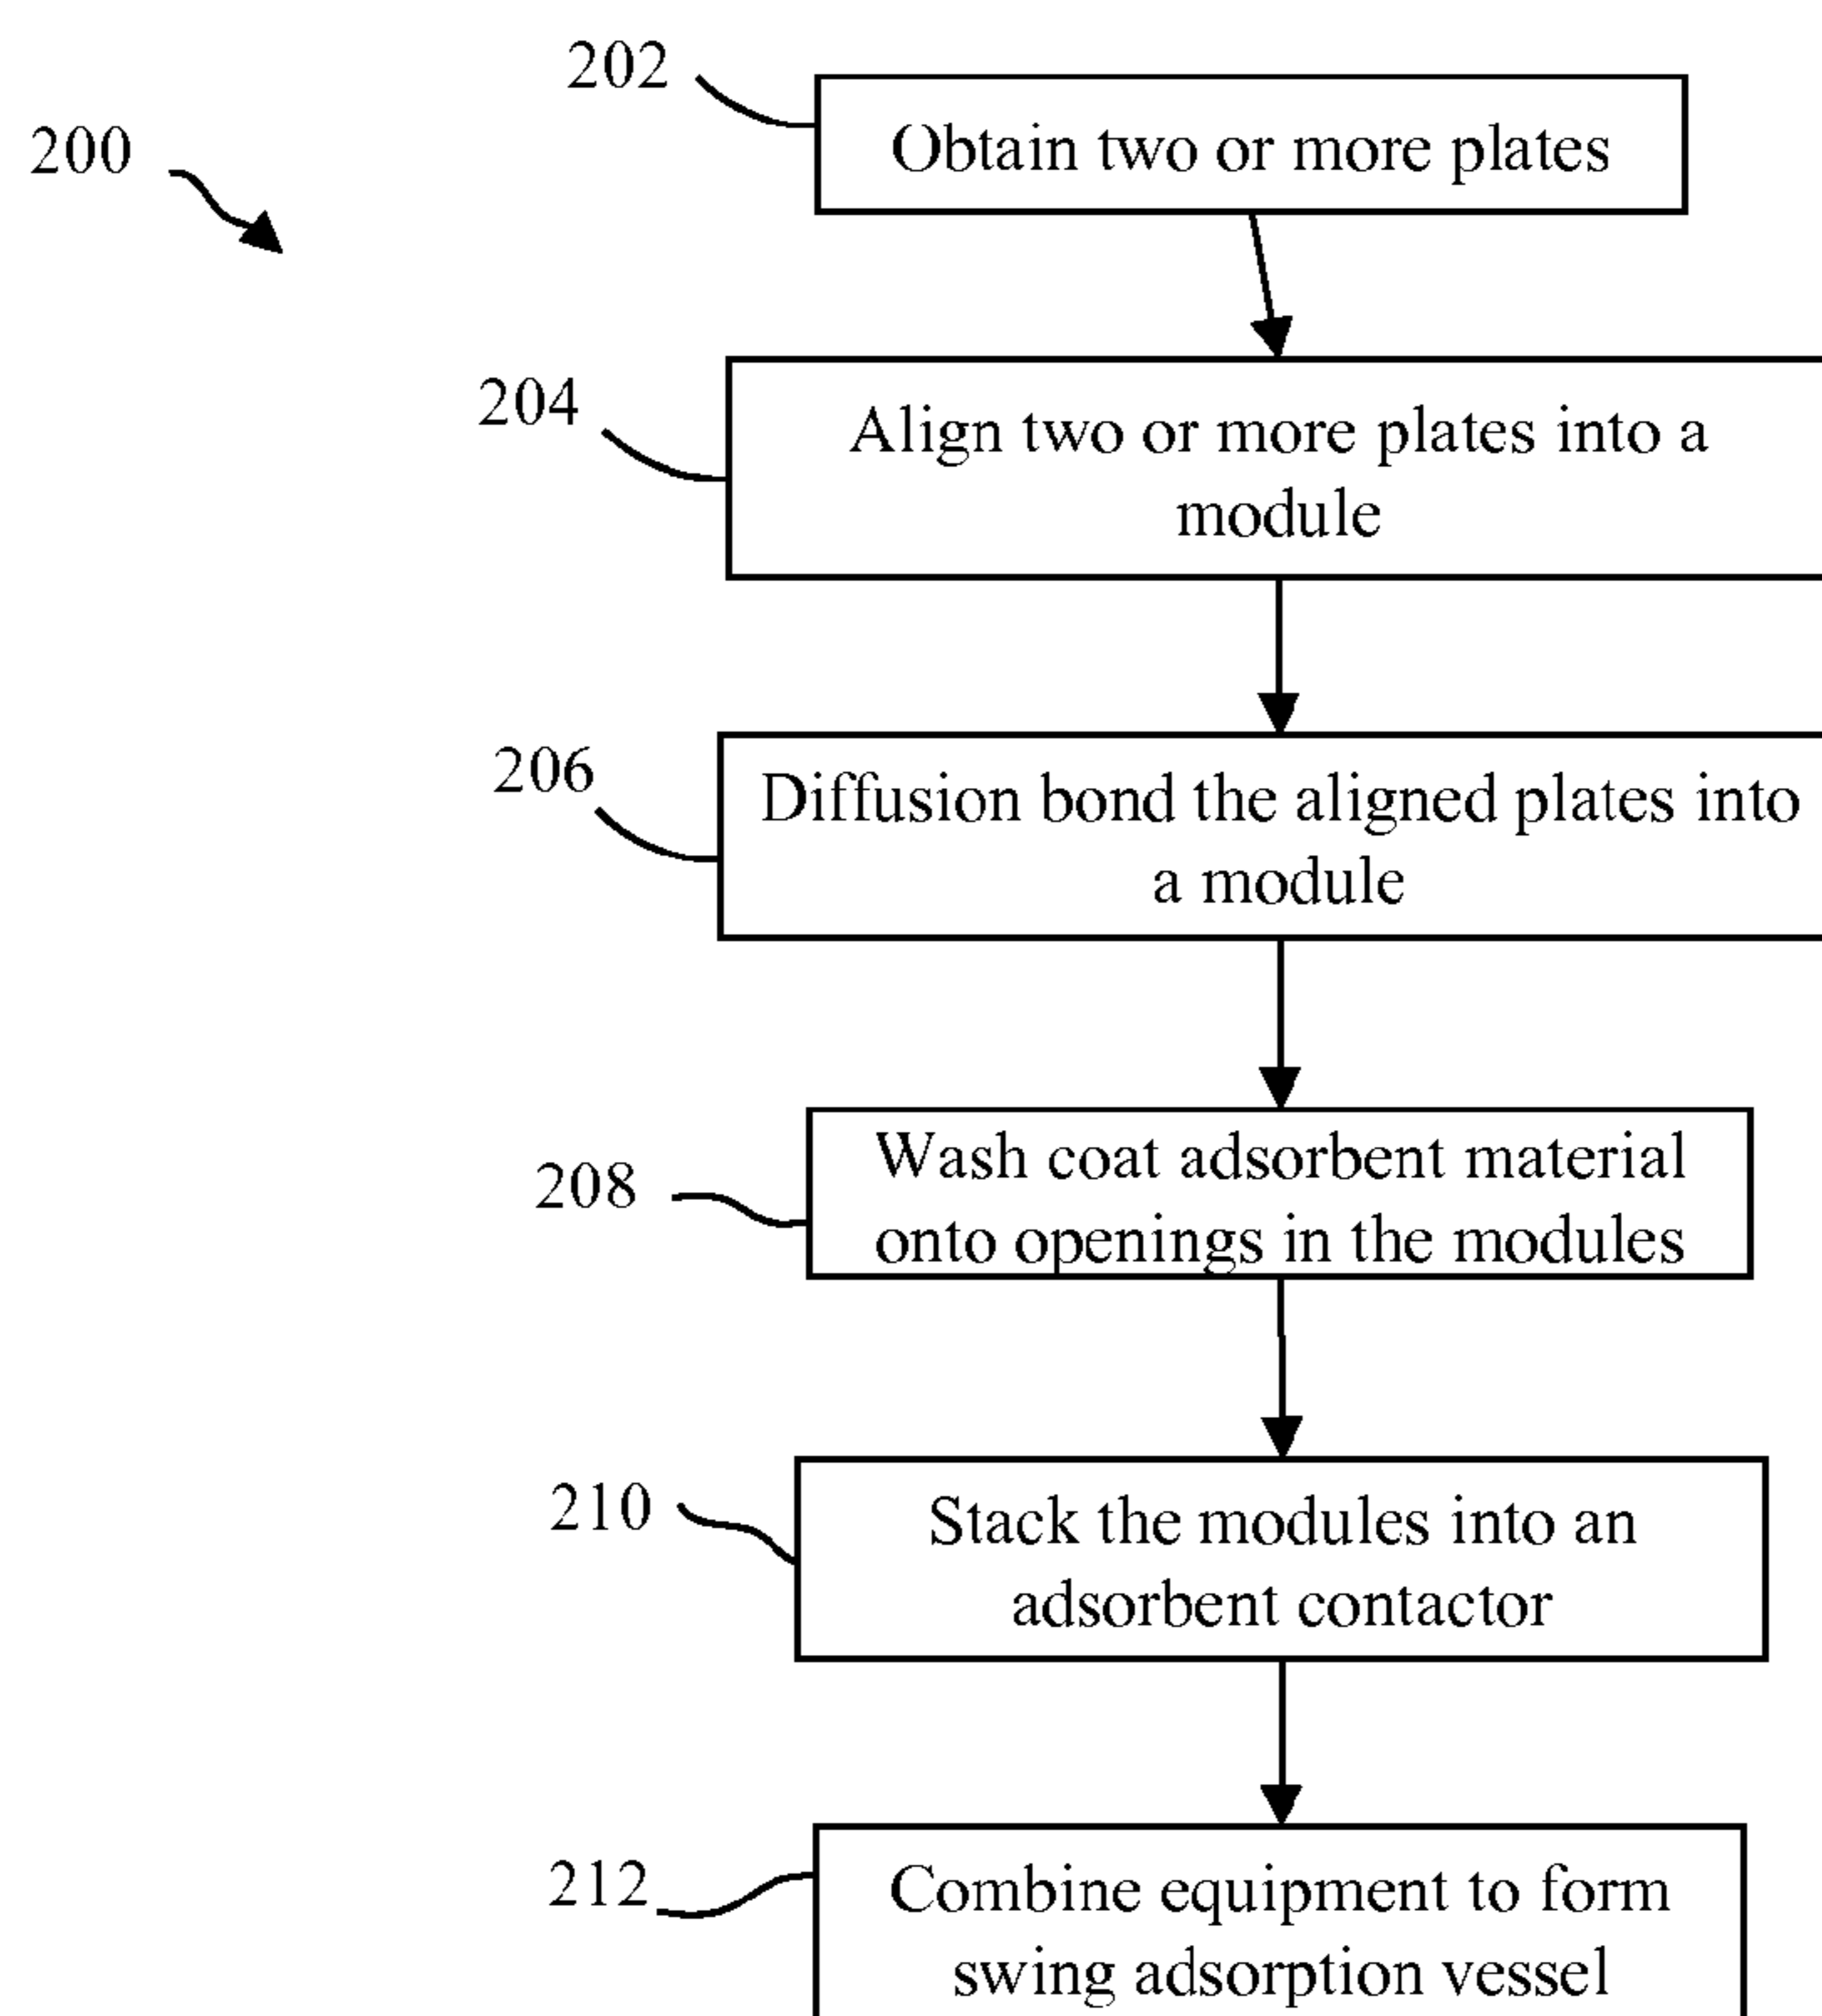 202
Obtain two or more plates
200
204
Align two or more plates into a
module
206
Diffusion bond the aligned plates into
a module
208
Wash coat adsorbent material
onto openings in the modules
210
Stack the modules into an
adsorbent contactor
212
Combine equipment to form
swing adsorption vessel